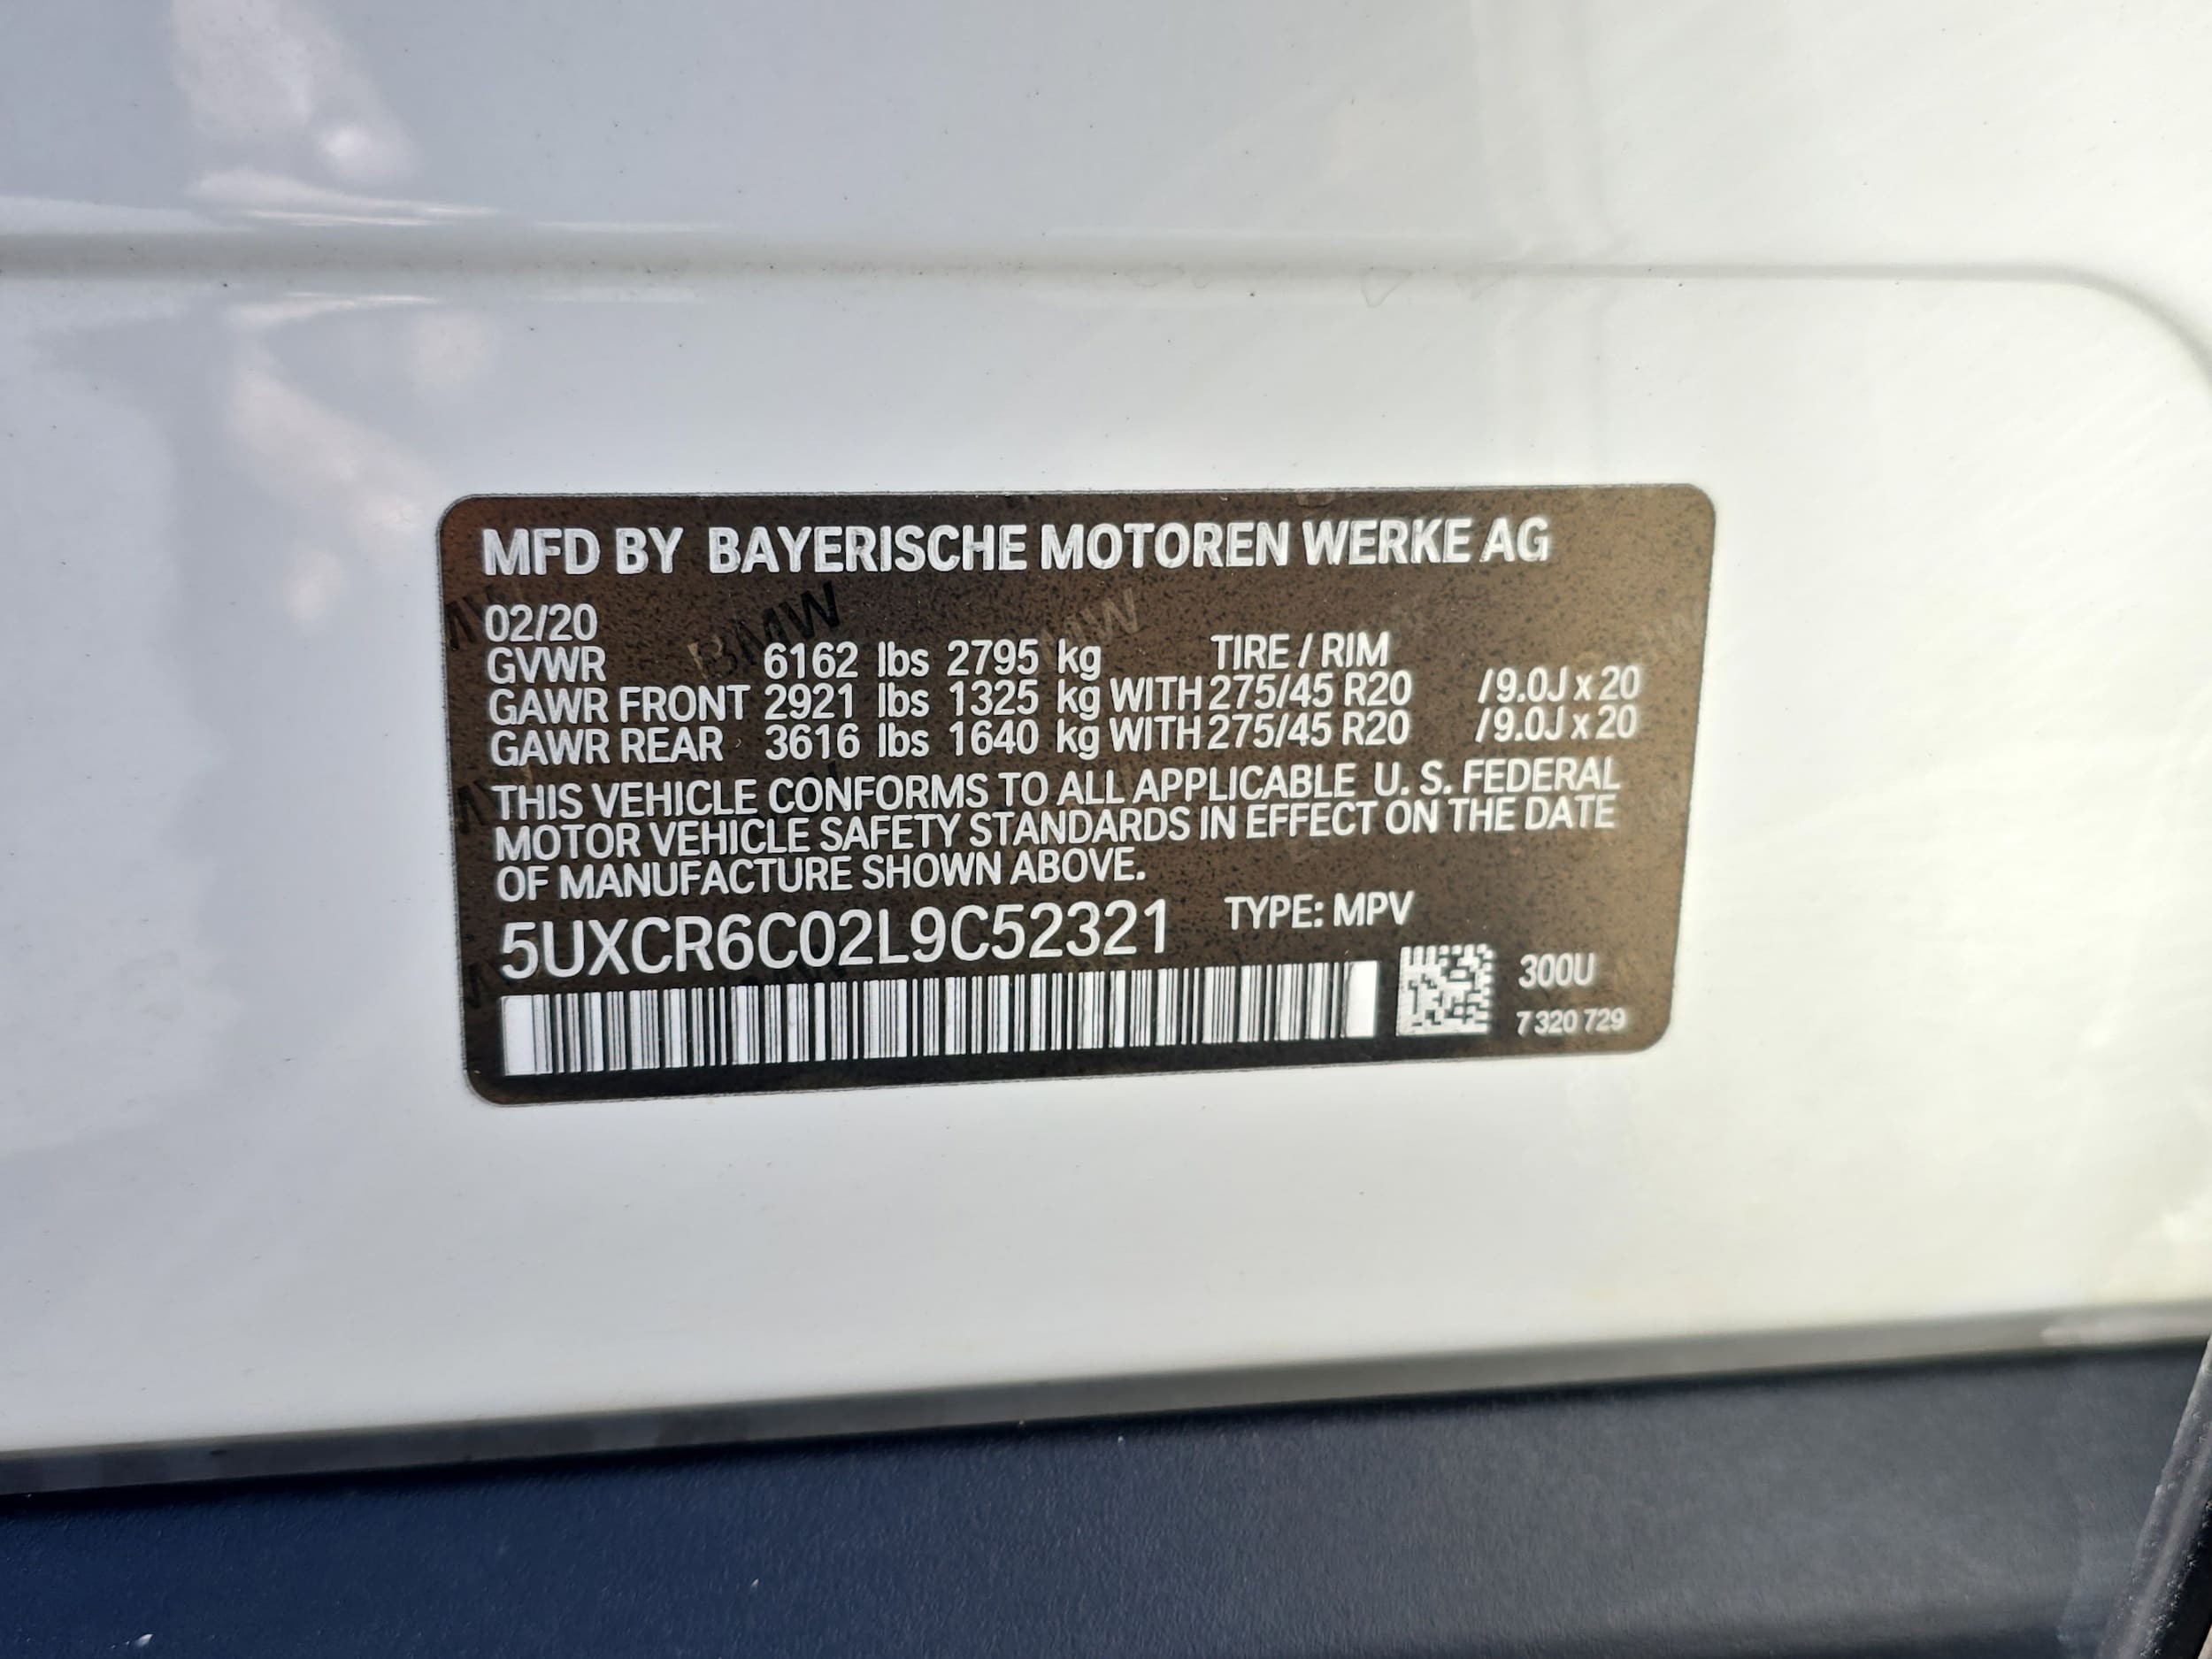 MFD BY BAYERISCHE MOTOREN WERKE AG
02/20
GVWR 6162 lbs 2795 kg TIRE / RIM
GAWR FRONT 2921 lbs 1325 kg WITH 275/45 R20 /9.0J x 20
GAWR REAR 3616 lbs 1640 kg WITH 275/45 R20 /9.0J x 20
THIS VEHICLE CONFORMS TO ALL APPLICABLE U. S. FEDERAL
MOTOR VEHICLE SAFETY STANDARDS IN EFFECT ON THE DATE
OF MANUFACTURE SHOWN ABOVE.
5UXCR6C02L9C52321 TYPE: MPV
300U
7 320 729